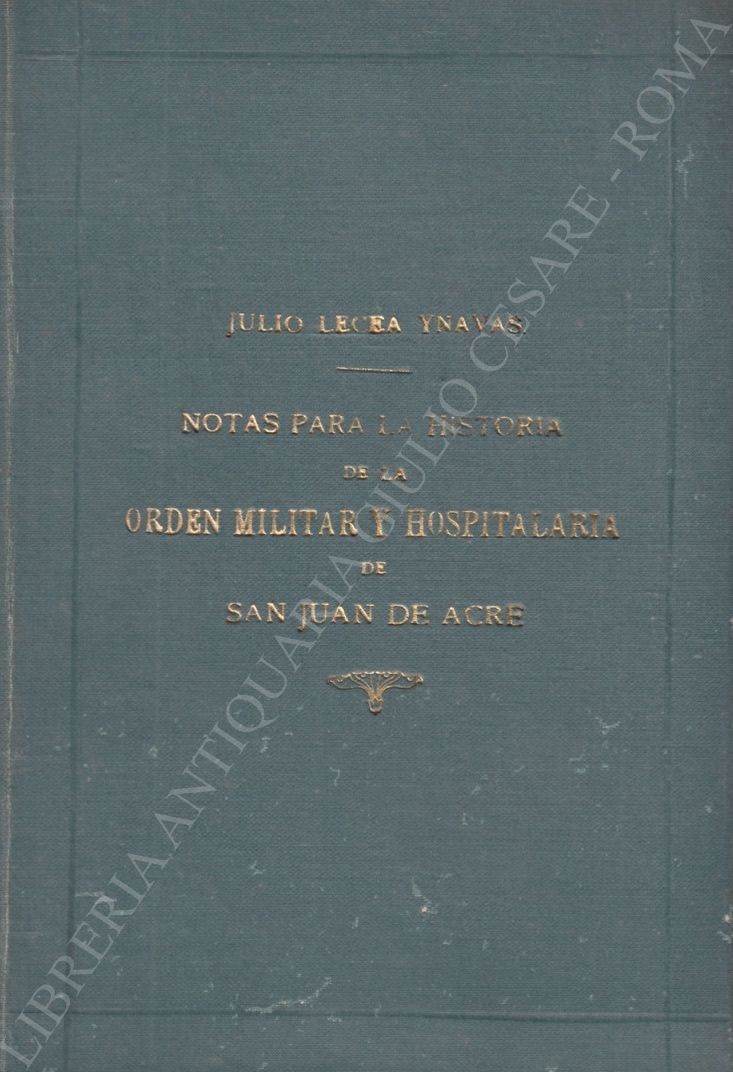 JULIO LECEA YNAVAS
NOTAS PARA LA HISTORIA
DE LA
ORDEN MILITAR Y HOSPITALARIA
DE
SAN JUAN DE ACRE
LIBRERIA ANTIQUARIA GIULIO CESARE - ROMA